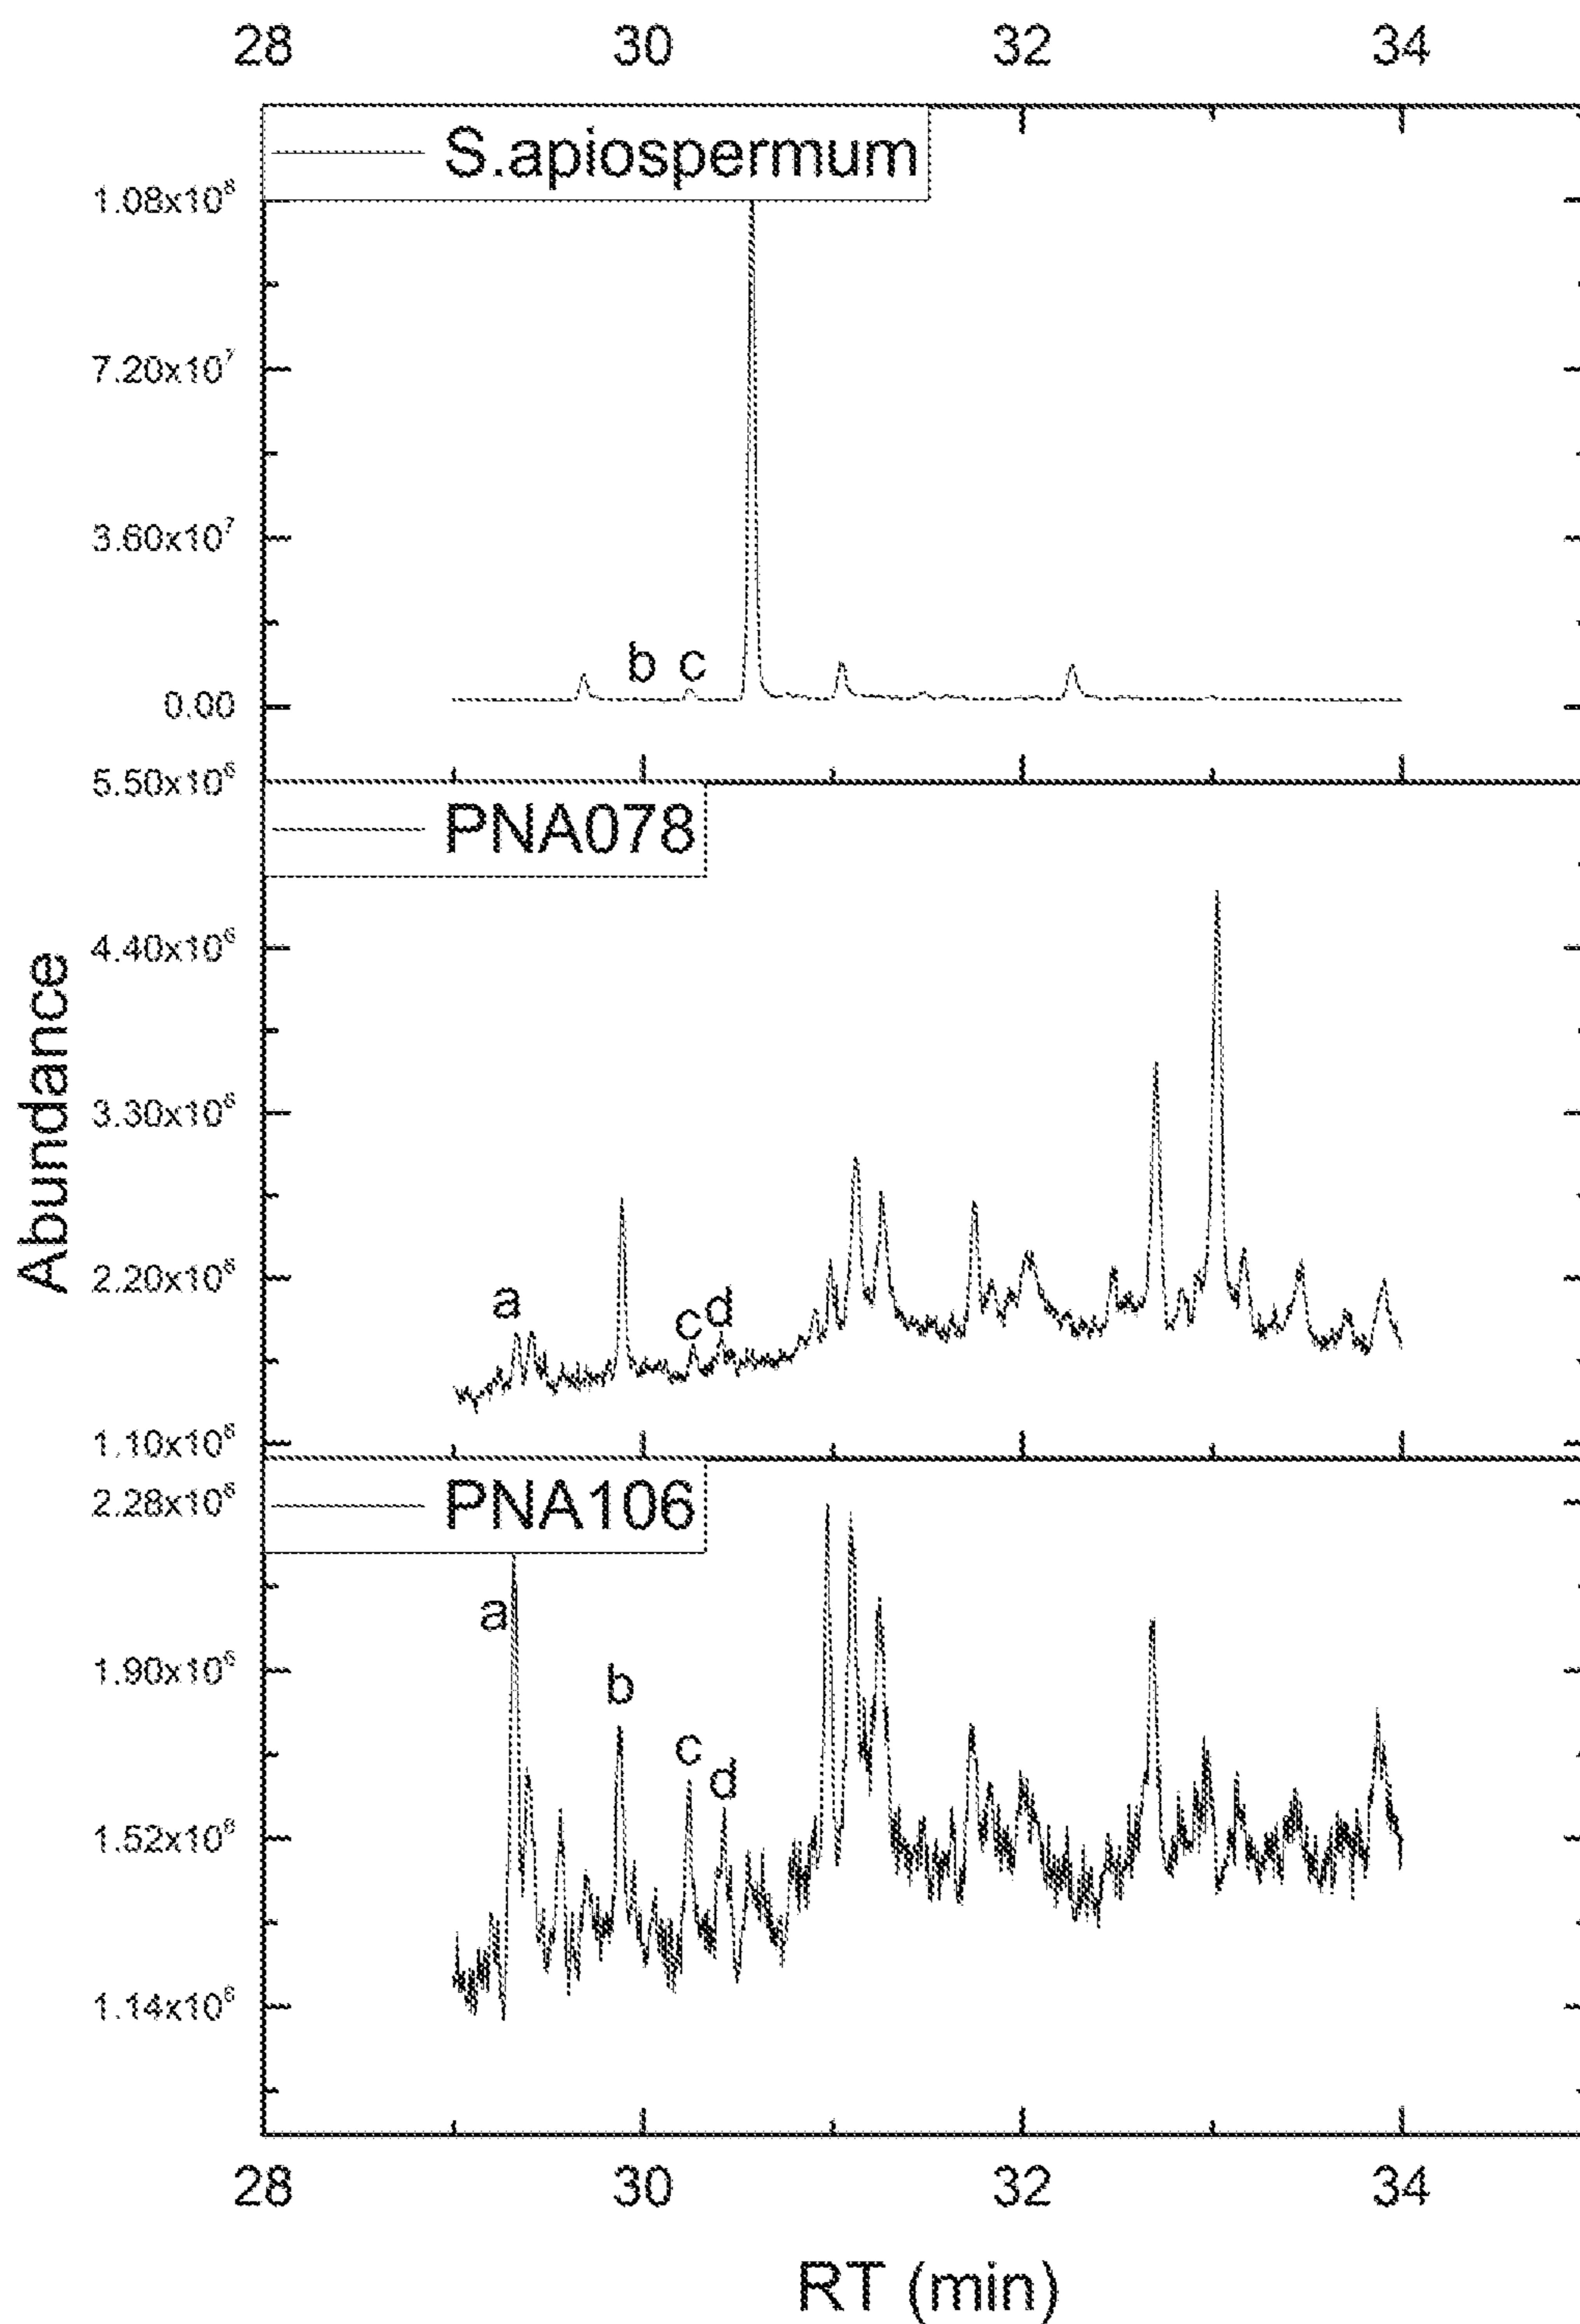 28 30 32 34
S.apiospermum
1.08x10⁸
7.20x10⁷
3.60x10⁷
b c
0.00
5.50x10⁶
PNA078
4.40x10⁶
3.30x10⁶
2.20x10⁶
a c d
1.10x10⁶
2.28x10⁶
PNA106
a
1.90x10⁶
b
c
d
1.52x10⁶
1.14x10⁶
28 30 32 34
Abundance
RT (min)